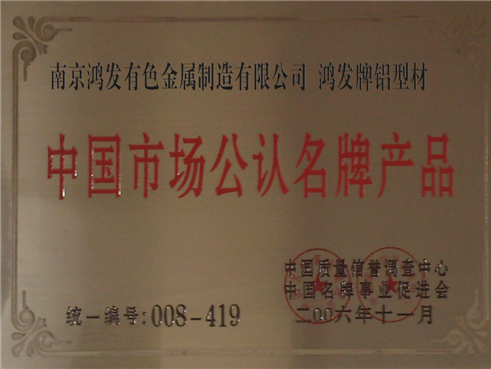 南京鸿发有色金属制造有限公司 鸿发牌铝型材
中国市场公认名牌产品
中国质量信誉调查中心
中国名牌事业促进会
统一编号:008-419
二00六年十一月